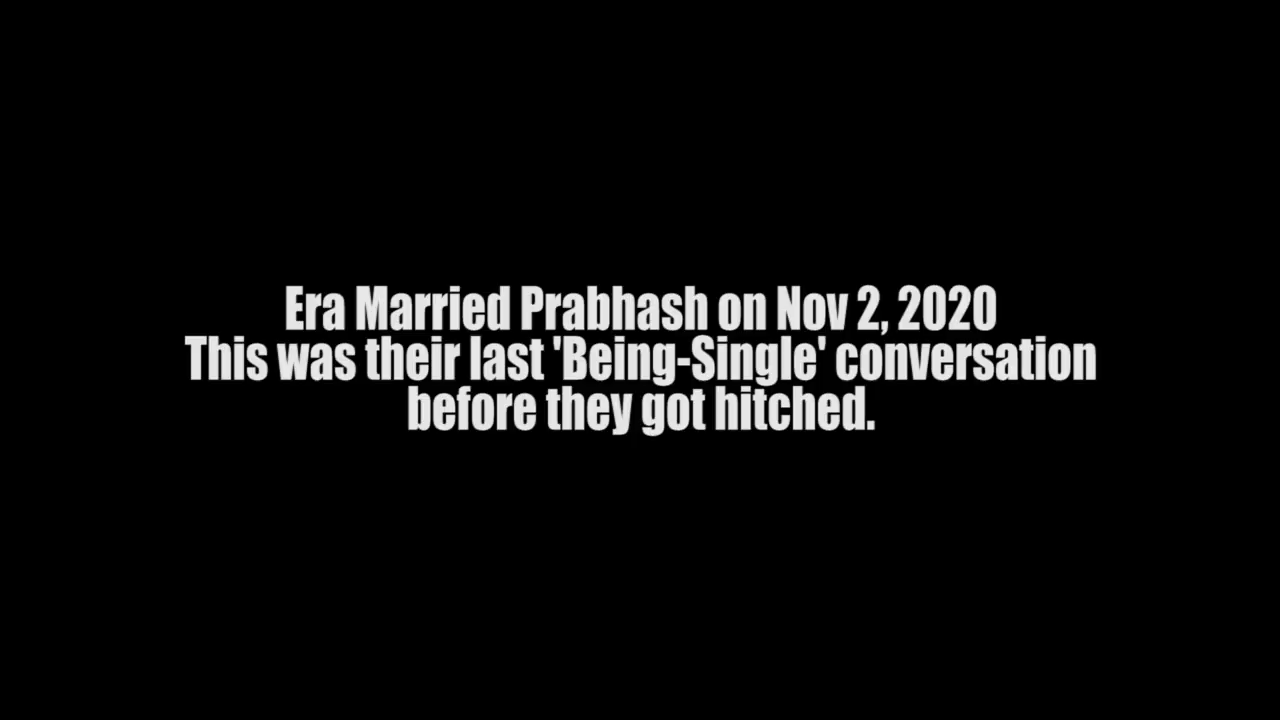 Era Married Prabhash on Nov 2, 2020
This was their last 'Being-Single' conversation
before they got hitched.